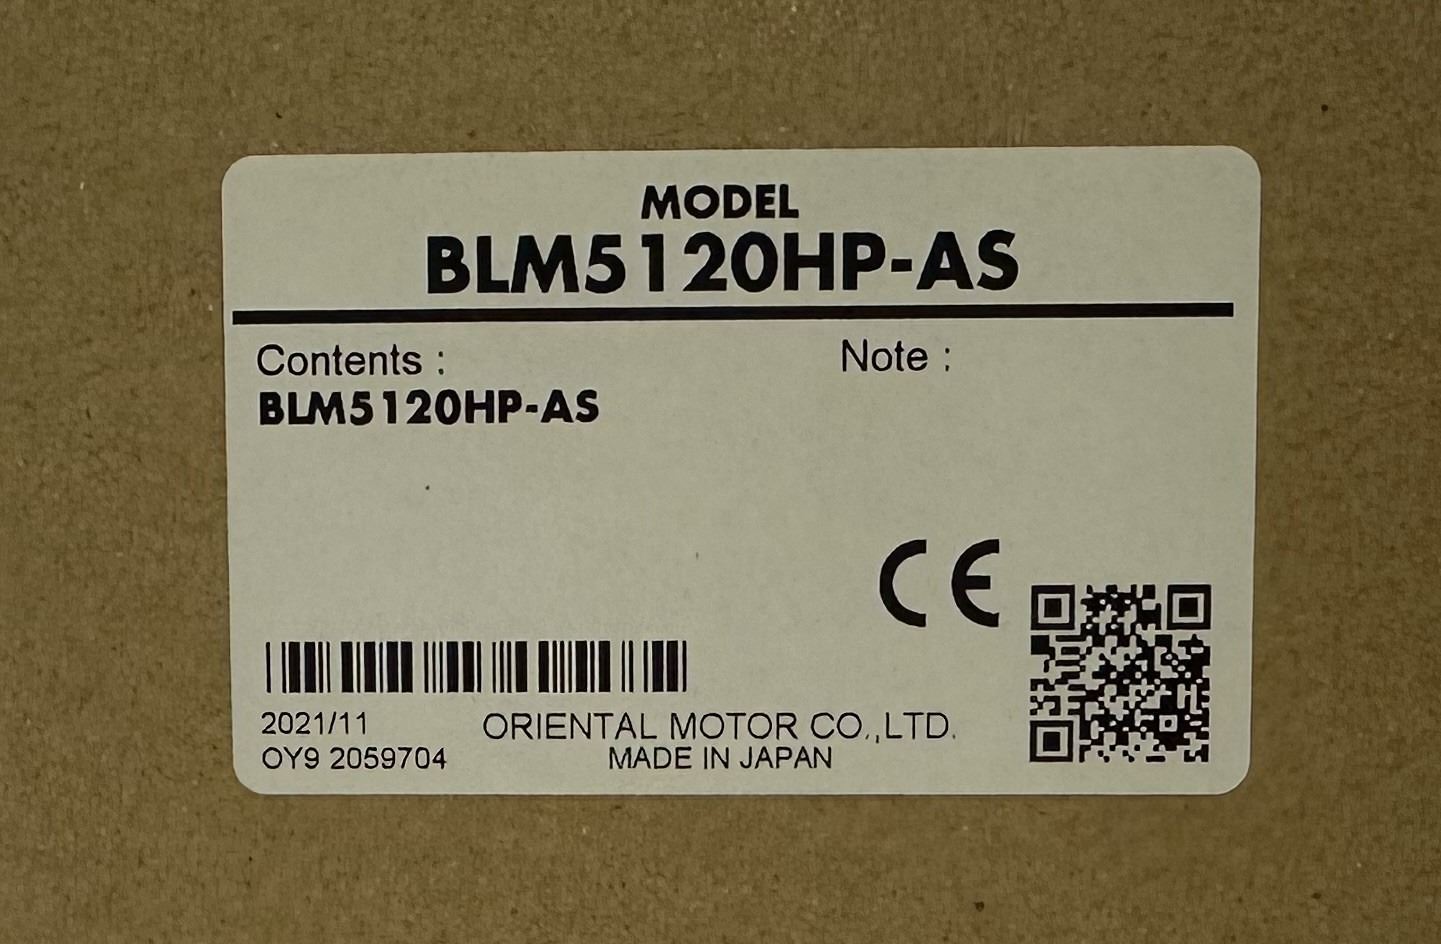 MODEL
BLM5120HP-AS
Contents :
Note :
BLM5120HP-AS
CE
2021/11
ORIENTAL MOTOR CO.,LTD.
OY9 2059704
MADE IN JAPAN